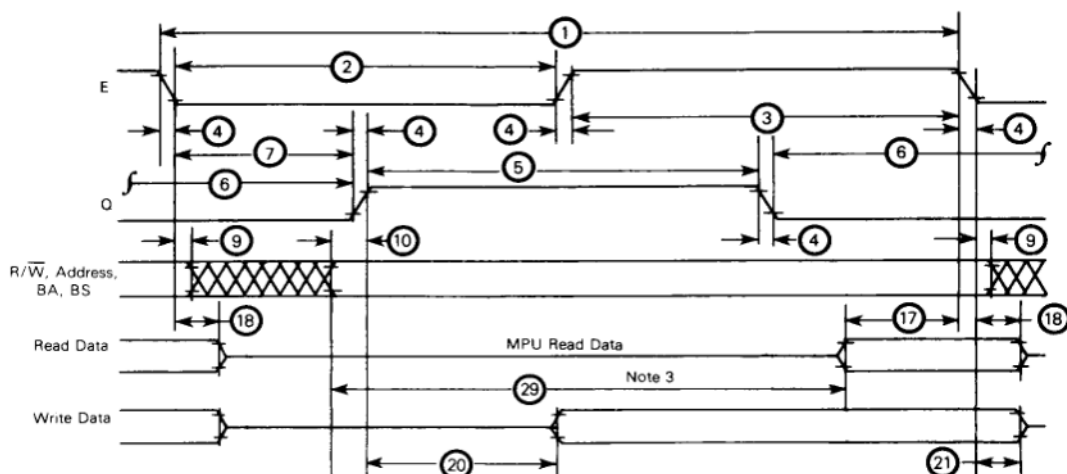 1
2
E
3
4 4 4 4
7 6
5
6
Q
9 10 4 9
R/W̅, Address,
BA, BS
18 17 18
Read Data MPU Read Data
29 Note 3
Write Data
20 21